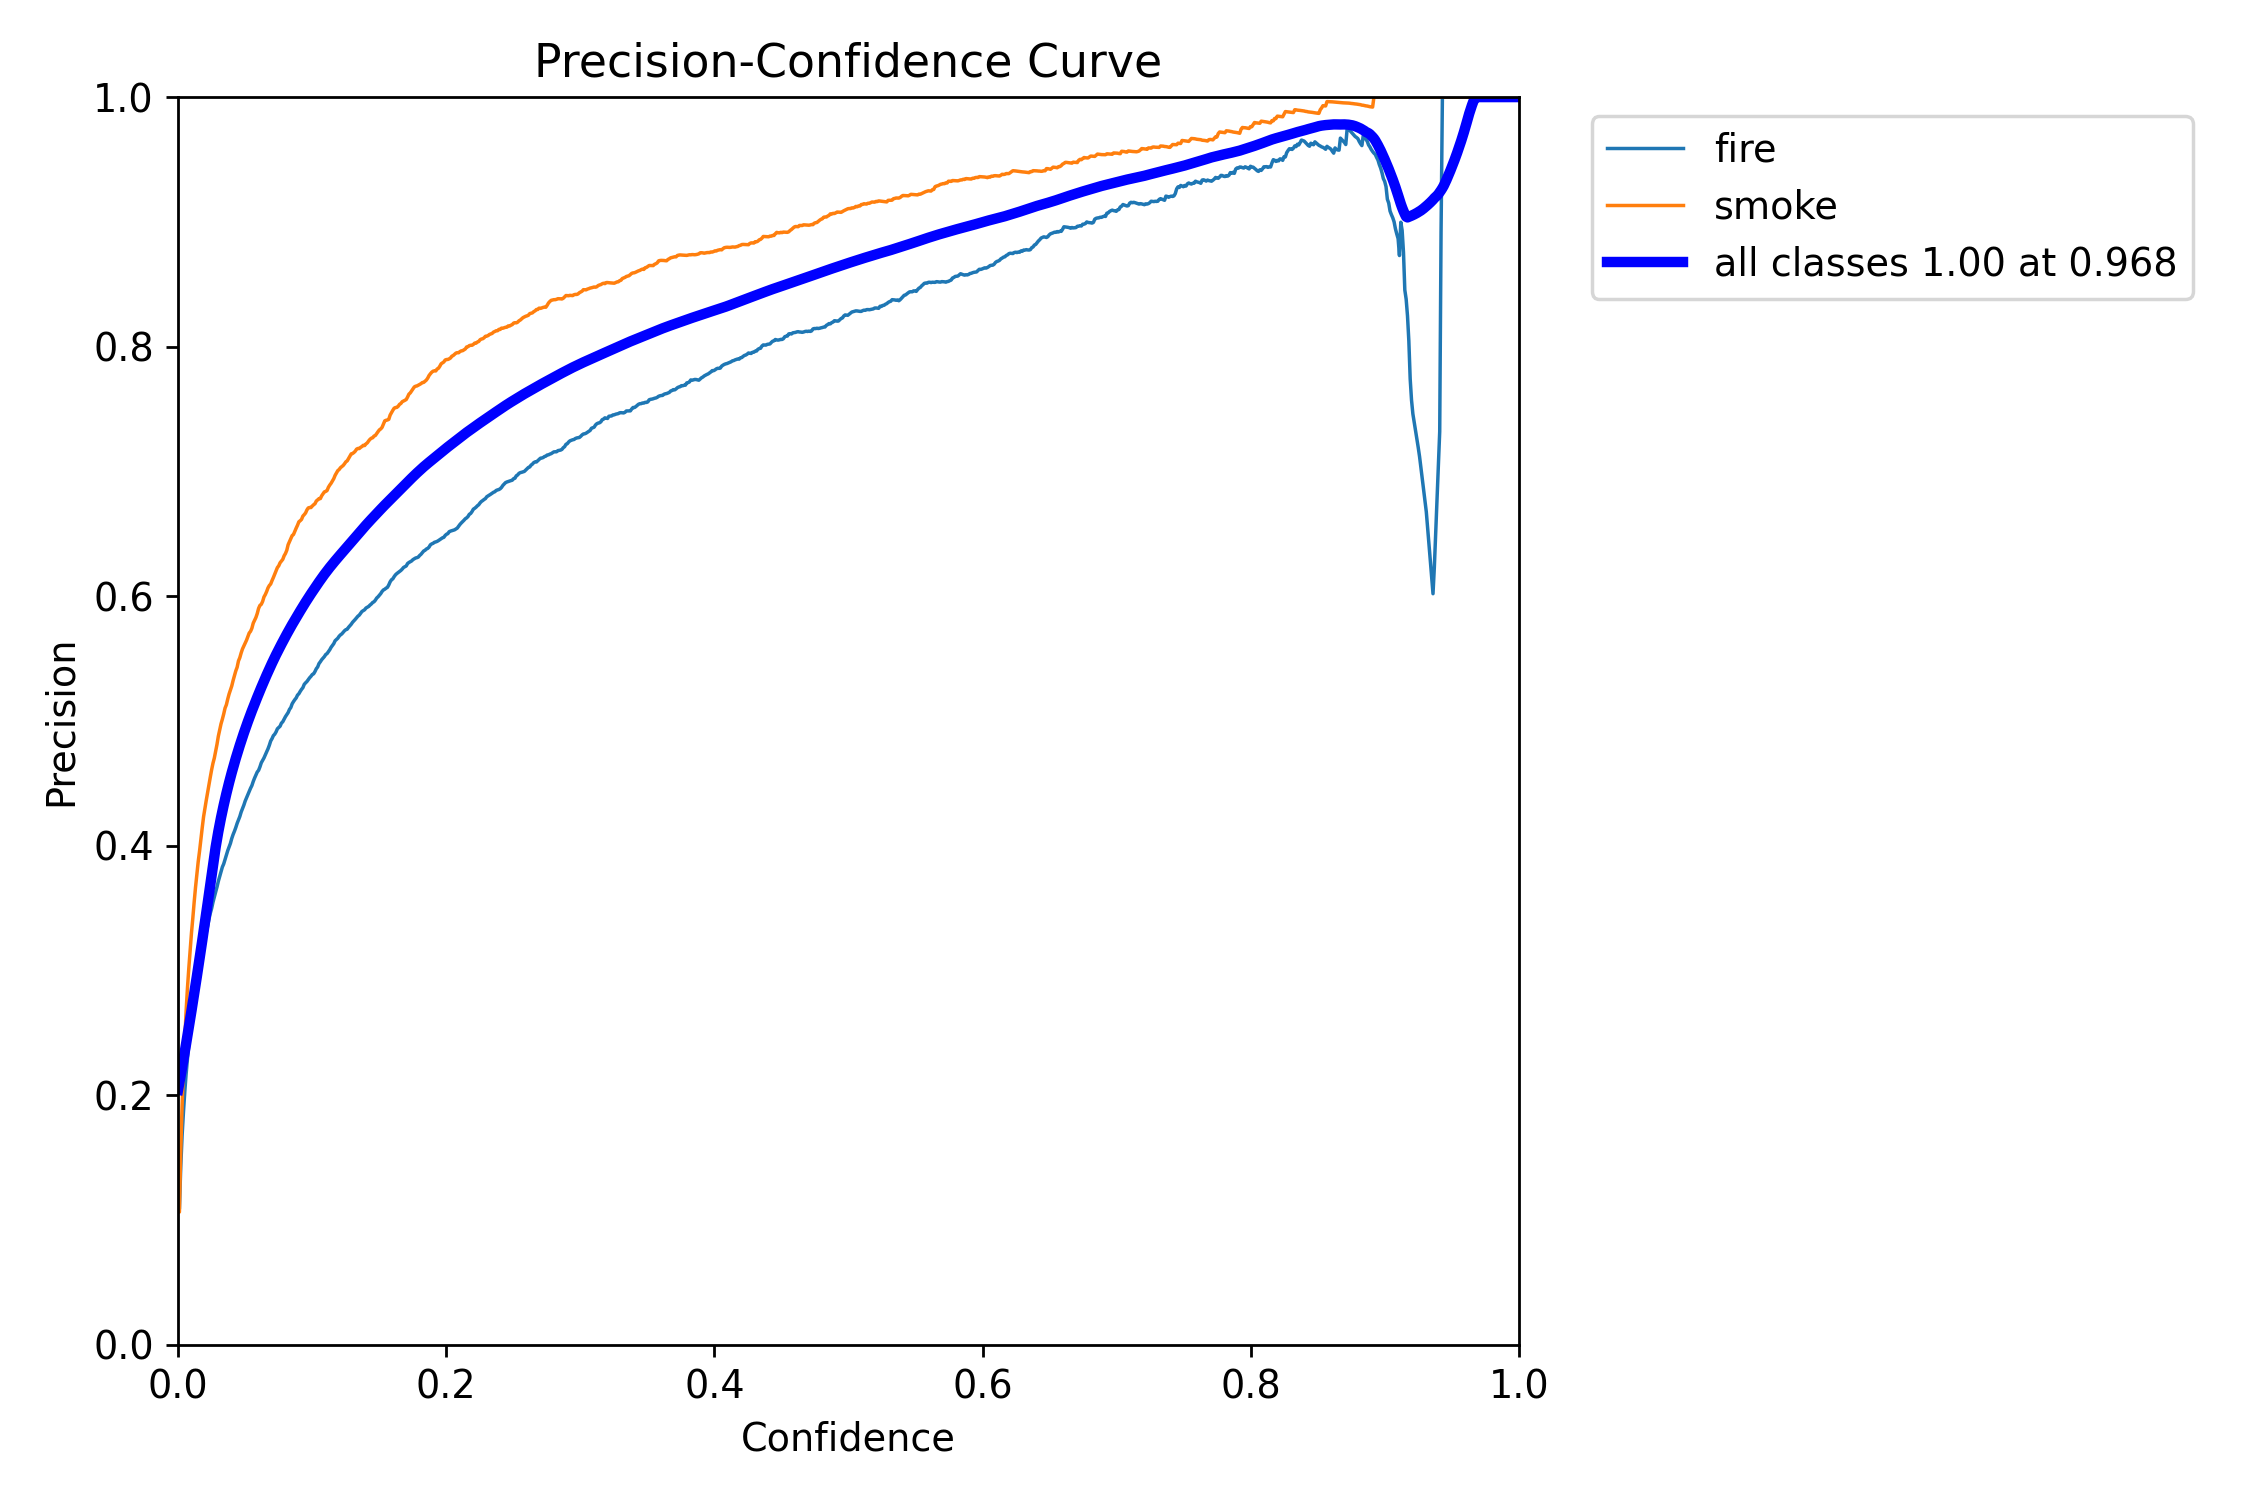 Precision-Confidence Curve
1.0
0.8
0.6
0.4
0.2
0.0
Precision
0.0 0.2 0.4 0.6 0.8 1.0
Confidence
fire
smoke
all classes 1.00 at 0.968